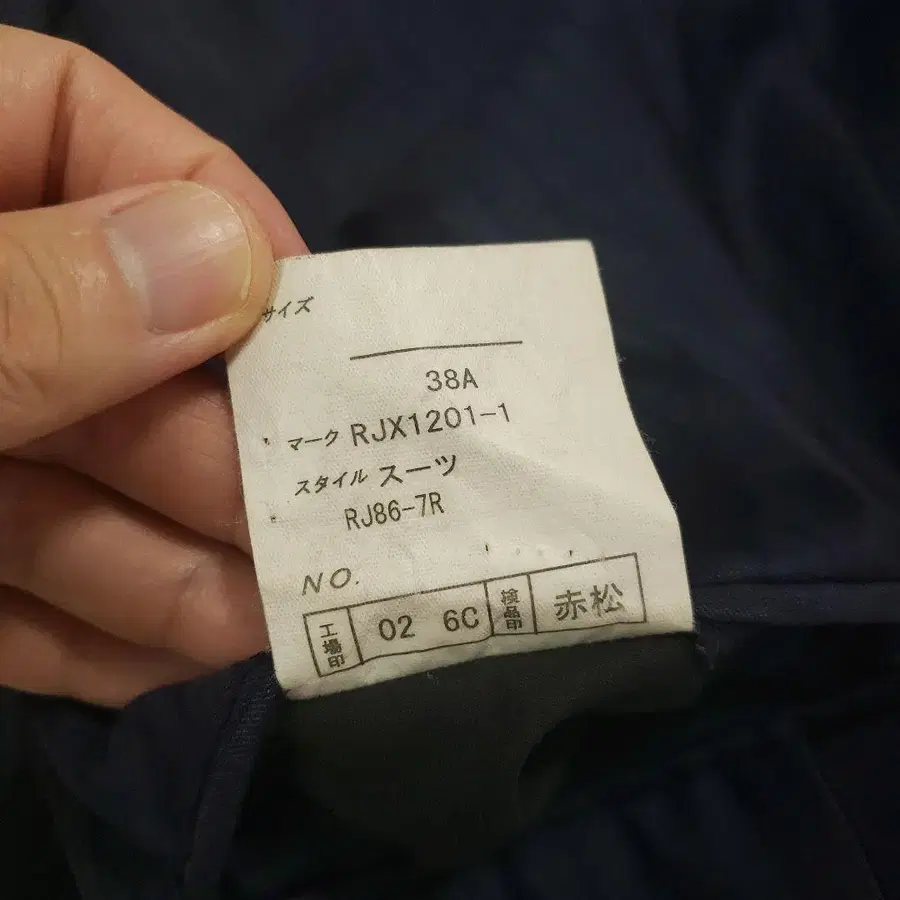 サイズ
38A
マーク RJX1201-1
スタイル スーツ
RJ86-7R
NO.
工場印 02 6C 検品印 赤松